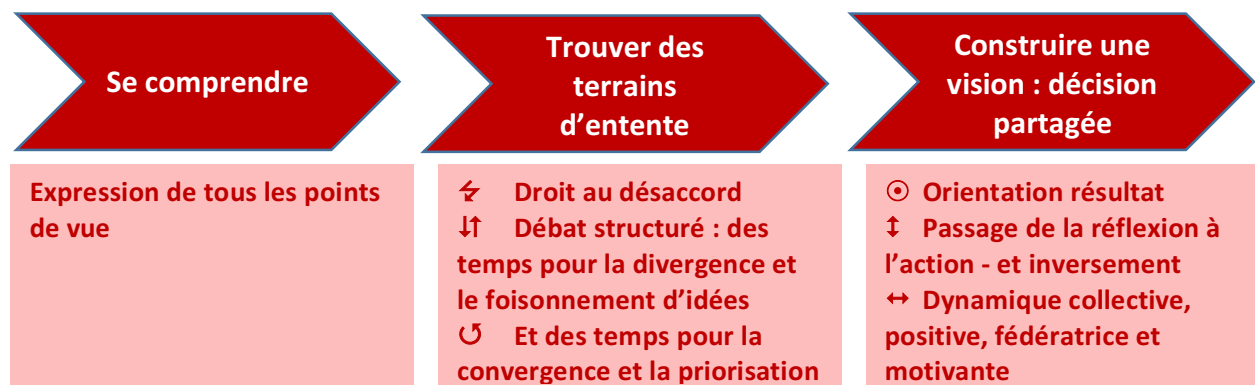 Se comprendre
Expression de tous les points
de vue
Trouver des
terrains
d’entente
Droit au désaccord
Débat structuré : des
temps pour la divergence et
le foisonnement d’idées
Et des temps pour la
convergence et la priorisation
Construire une
vision : décision
partagée
Orientation résultat
Passage de la réflexion à
l’action - et inversement
Dynamique collective,
positive, fédératrice et
motivante